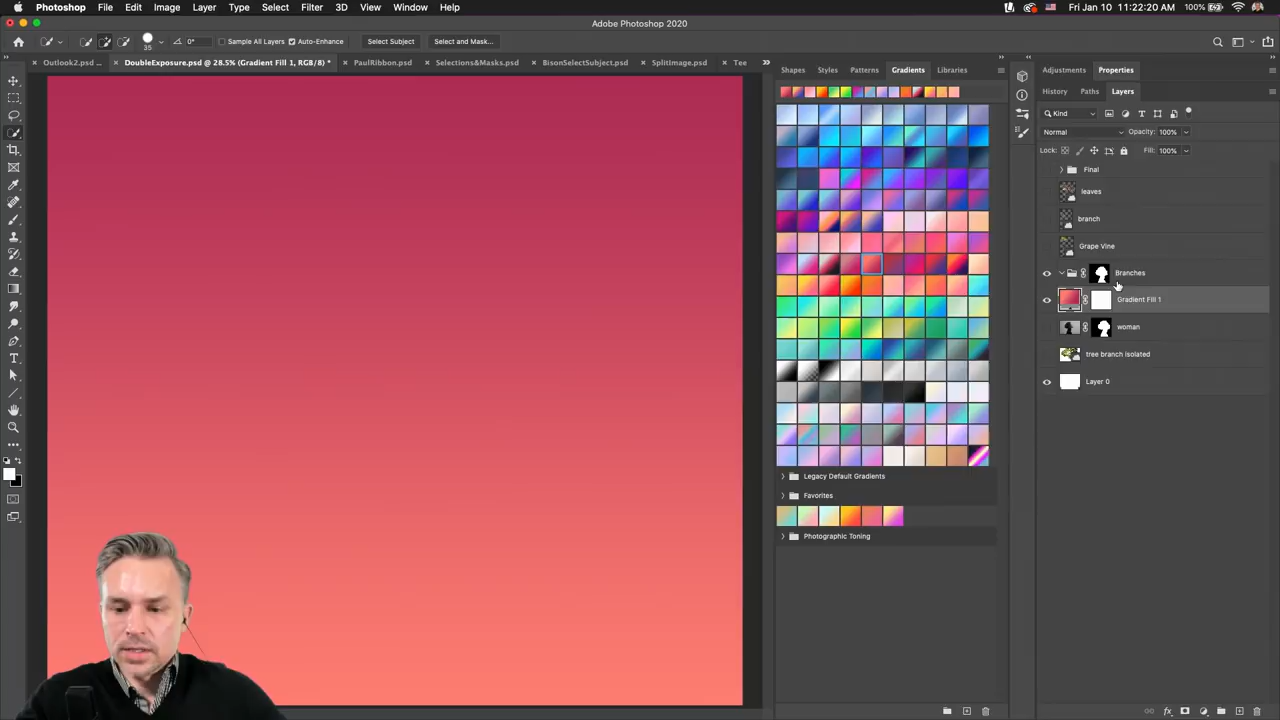 Photoshop File Edit Image Layer Type Select Filter 3D View Window Help 100% Fri Jan 10 11:22:20 AM
Adobe Photoshop 2020
35 0° Sample All Layers Auto-Enhance Select Subject Select and Mask...
Outlook2.psd ... DoubleExposure.psd @ 28.5% (Gradient Fill 1, RGB/8) * PaulRibbon.psd Selections&Masks.psd BisonSelectSubject.psd SplitImage.psd Tee
Shapes Styles Patterns Gradients Libraries
Legacy Default Gradients
Favorites
Photographic Toning
Adjustments Properties
History Paths Layers
Kind
Normal Opacity: 100%
Lock: Fill: 100%
Final
leaves
branch
Grape Vine
Branches
Gradient Fill 1
woman
tree branch isolated
Layer 0
fx